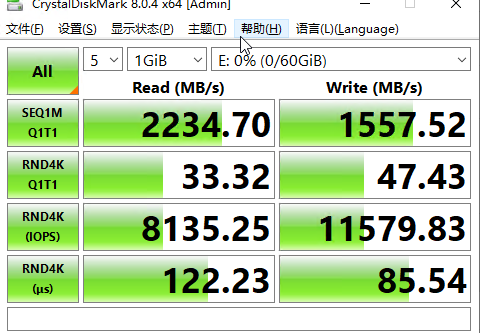 CrystalDiskMark 8.0.4 x64 [Admin]
文件(F) 设置(S) 显示状态(P) 主题(T) 帮助(H) 语言(L)(Language)
All 5 1GiB E: 0% (0/60GiB)
Read (MB/s) Write (MB/s)
SEQ1M
Q1T1 2234.70 1557.52
RND4K
Q1T1 33.32 47.43
RND4K
(IOPS) 8135.25 11579.83
RND4K
(μs) 122.23 85.54